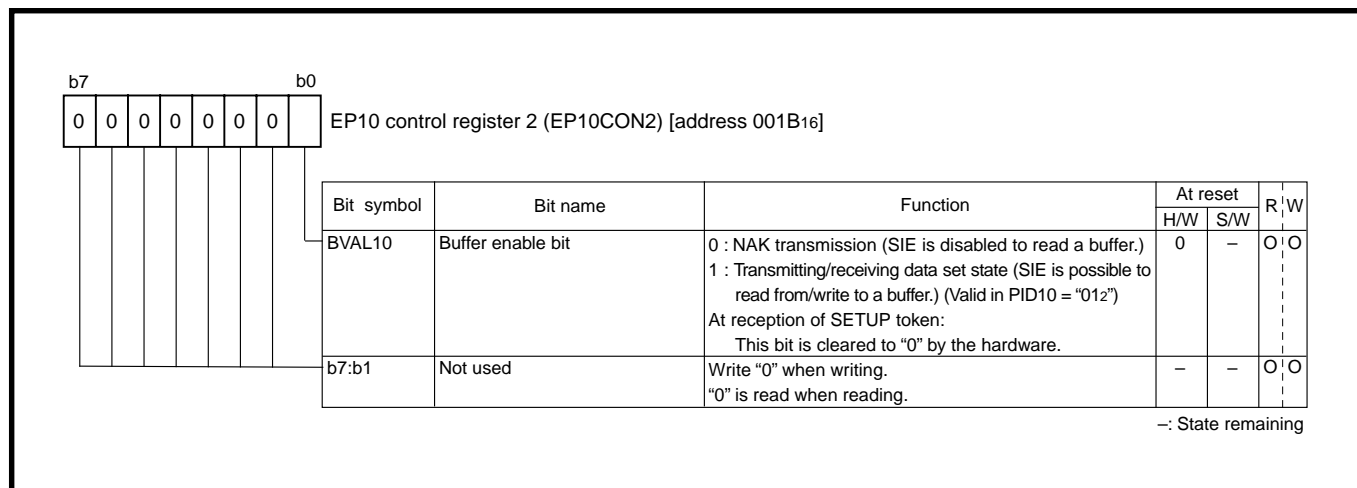 b7 b0
0 0 0 0 0 0 0
EP10 control register 2 (EP10CON2) [address 001B16]
Bit symbol Bit name Function At reset R W
H/W S/W
BVAL10 Buffer enable bit 0 : NAK transmission (SIE is disabled to read a buffer.) 0 – O O
1 : Transmitting/receiving data set state (SIE is possible to
read from/write to a buffer.) (Valid in PID10 = “012”)
At reception of SETUP token:
This bit is cleared to “0” by the hardware.
b7:b1 Not used Write “0” when writing. – – O O
“0” is read when reading.
–: State remaining